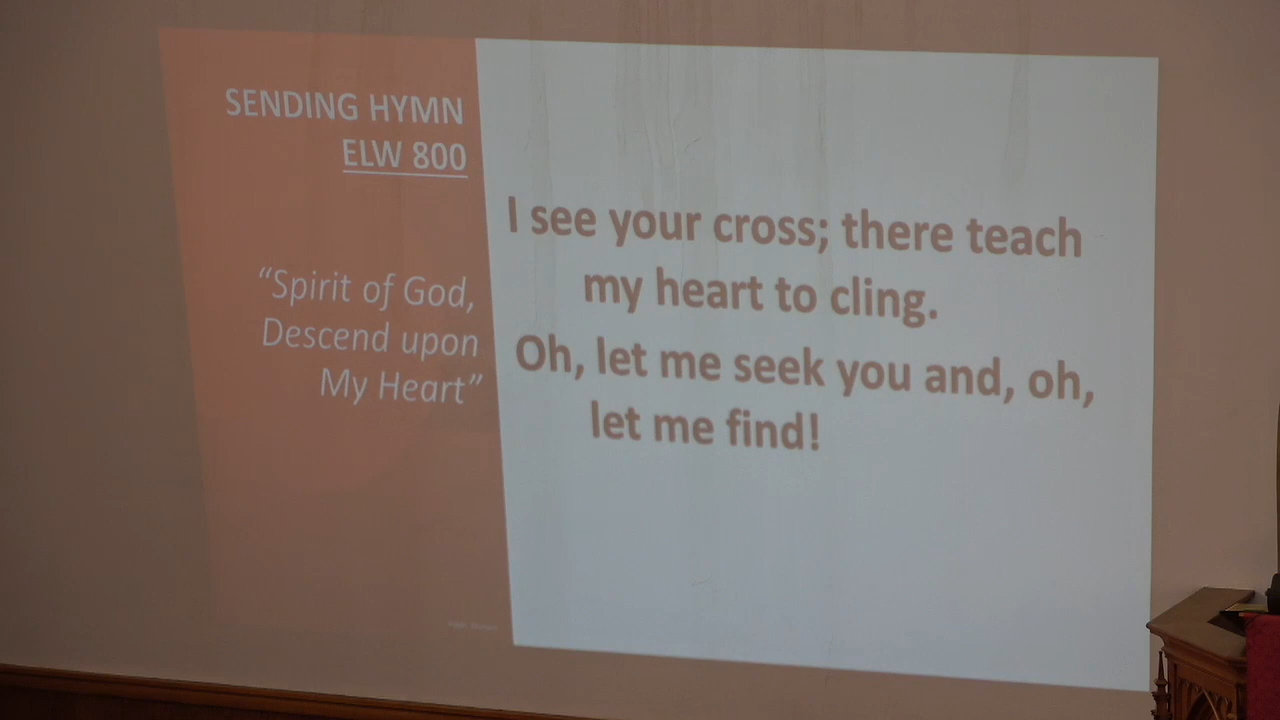 SENDING HYMN
ELW 800
“Spirit of God,
Descend upon
My Heart”
I see your cross; there teach
my heart to cling.
Oh, let me seek you and, oh,
let me find!